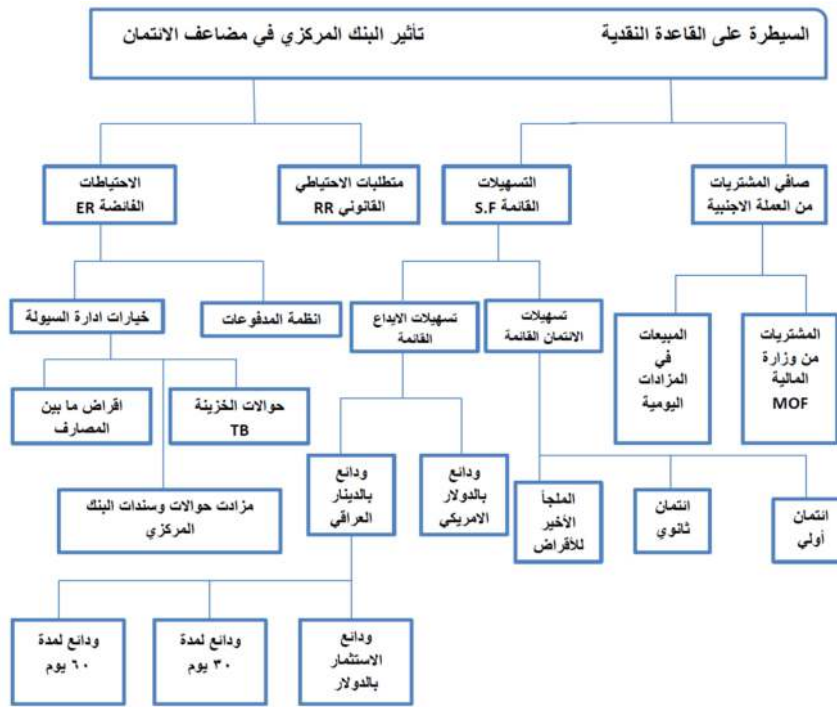 السيطرة على القاعدة النقدية
تأثير البنك المركزي في مضاعف الائتمان
صافي المشتريات
من العملة الاجنبية
التسهيلات
القائمة S.F
متطلبات الاحتياطي
القانوني RR
الاحتياطات
الفائضة ER
المشتريات
من وزارة
المالية
MOF
المبيعات
في
المزادات
اليومية
تسهيلات
الائتمان القائمة
تسهيلات الايداع
القائمة
انظمة المدفوعات
خيارات ادارة السيولة
حوالات الخزينة
TB
اقراض ما بين
المصارف
مزادت حوالات وسندات البنك
المركزي
ائتمان
أولي
ائتمان
ثانوي
الملجأ
الأخير
للأقراض
ودائع
بالدولار
الامريكي
ودائع
بالدينار
العراقي
ودائع
الاستثمار
بالدولار
ودائع لمدة
٣٠ يوم
ودائع لمدة
٦٠ يوم